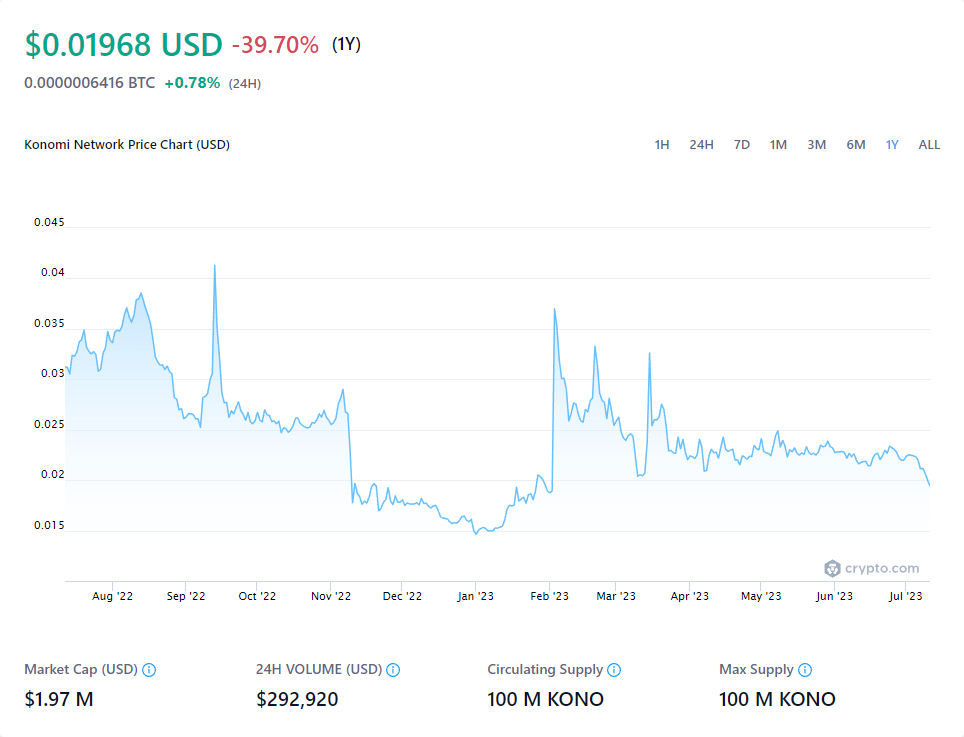 $0.01968 USD -39.70% (1Y)
0.0000006416 BTC +0.78% (24H)
Konomi Network Price Chart (USD) 1H 24H 7D 1M 3M 6M 1Y ALL
0.045
0.04
0.035
0.03
0.025
0.02
0.015
crypto.com
Aug '22 Sep '22 Oct '22 Nov '22 Dec '22 Jan '23 Feb '23 Mar '23 Apr '23 May '23 Jun '23 Jul '23
Market Cap (USD) 24H VOLUME (USD) Circulating Supply Max Supply
$1.97 M $292,920 100 M KONO 100 M KONO